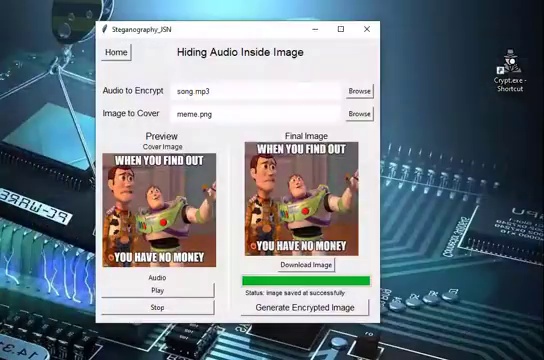 Steganography_JSN
Home
Hiding Audio Inside Image
Audio to Encrypt
song.mp3
Browse
Image to Cover
meme.png
Browse
Preview
Cover Image
WHEN YOU FIND OUT
YOU HAVE NO MONEY
Audio
Play
Stop
Final Image
WHEN YOU FIND OUT
YOU HAVE NO MONEY
Download Image
Status: Image saved at successfully
Generate Encrypted Image
Crypt.exe -
Shortcut
PC-WARE